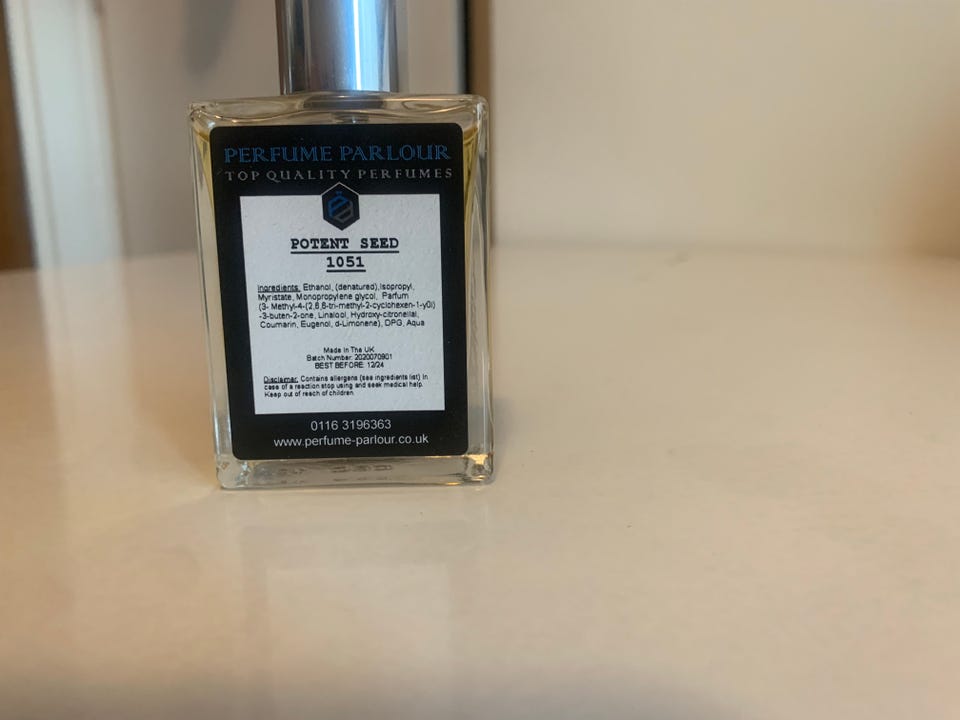 PERFUME PARLOUR
TOP QUALITY PERFUMES
POTENT SEED
1051
Ingredients: Ethanol, (denatured),Isopropyl,
Myristate, Monopropylene glycol, Parfum
(3- Methyl-4-(2,6,6-tri-methyl-2-cyclohexen-1-y0l)
-3-buten-2-one, Linalool, Hydroxy-citronellal,
Coumarin, Eugenol, d-Limonene), DPG, Aqua
Made In The UK
Batch Number: 2020070901
BEST BEFORE: 12/24
Disclaimer: Contains allergens (see ingredients list) In
case of a reaction stop using and seek medical help.
Keep out of reach of children.
0116 3196363
www.perfume-parlour.co.uk